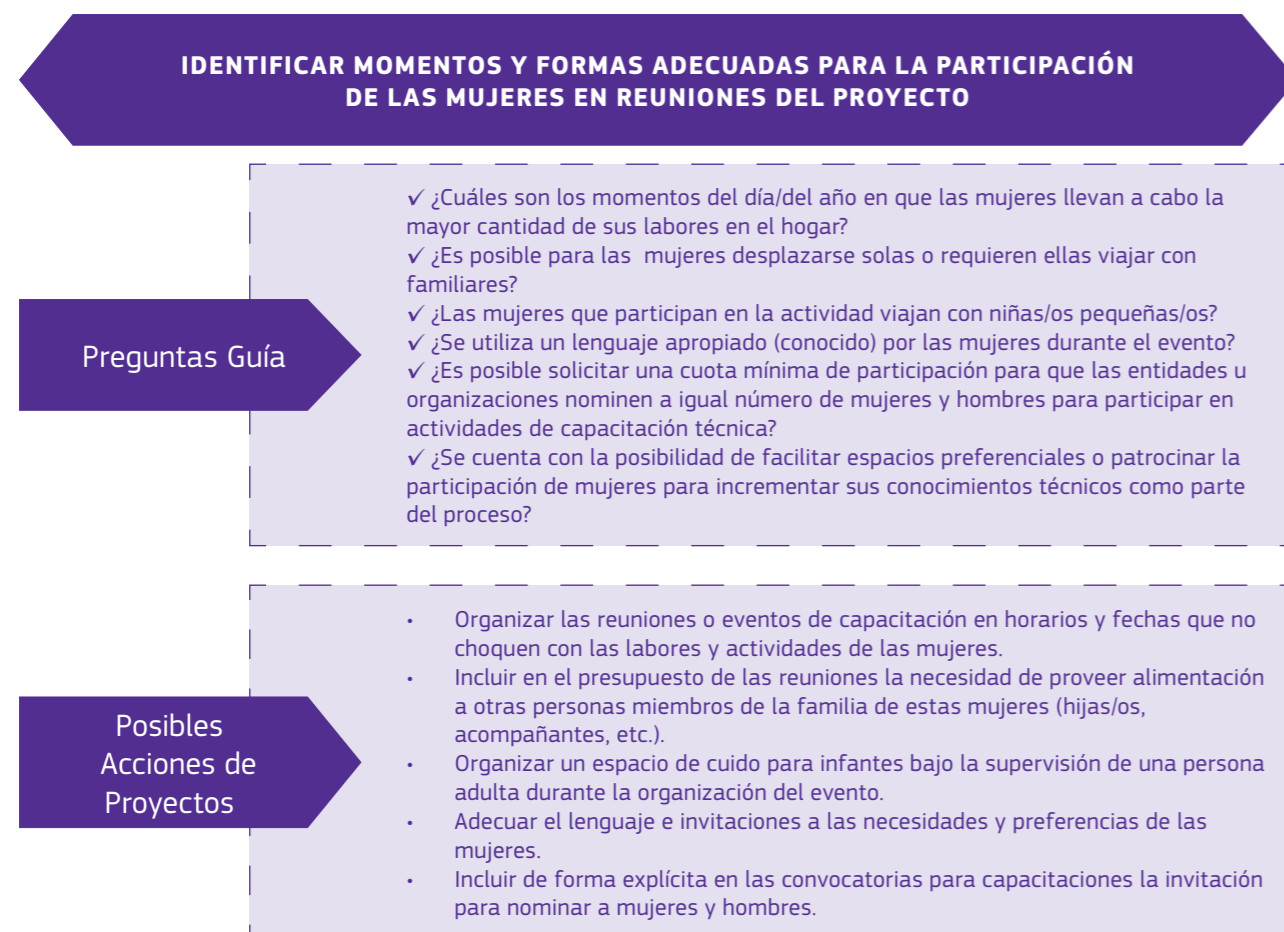 IDENTIFICAR MOMENTOS Y FORMAS ADECUADAS PARA LA PARTICIPACIÓN
DE LAS MUJERES EN REUNIONES DEL PROYECTO
Preguntas Guía
✓ ¿Cuáles son los momentos del día/del año en que las mujeres llevan a cabo la
mayor cantidad de sus labores en el hogar?
✓ ¿Es posible para las mujeres desplazarse solas o requieren ellas viajar con
familiares?
✓ ¿Las mujeres que participan en la actividad viajan con niñas/os pequeñas/os?
✓ ¿Se utiliza un lenguaje apropiado (conocido) por las mujeres durante el evento?
✓ ¿Es posible solicitar una cuota mínima de participación para que las entidades u
organizaciones nominen a igual número de mujeres y hombres para participar en
actividades de capacitación técnica?
✓ ¿Se cuenta con la posibilidad de facilitar espacios preferenciales o patrocinar la
participación de mujeres para incrementar sus conocimientos técnicos como parte
del proceso?
Posibles
Acciones de
Proyectos
• Organizar las reuniones o eventos de capacitación en horarios y fechas que no
choquen con las labores y actividades de las mujeres.
• Incluir en el presupuesto de las reuniones la necesidad de proveer alimentación
a otras personas miembros de la familia de estas mujeres (hijas/os,
acompañantes, etc.).
• Organizar un espacio de cuido para infantes bajo la supervisión de una persona
adulta durante la organización del evento.
• Adecuar el lenguaje e invitaciones a las necesidades y preferencias de las
mujeres.
• Incluir de forma explícita en las convocatorias para capacitaciones la invitación
para nominar a mujeres y hombres.